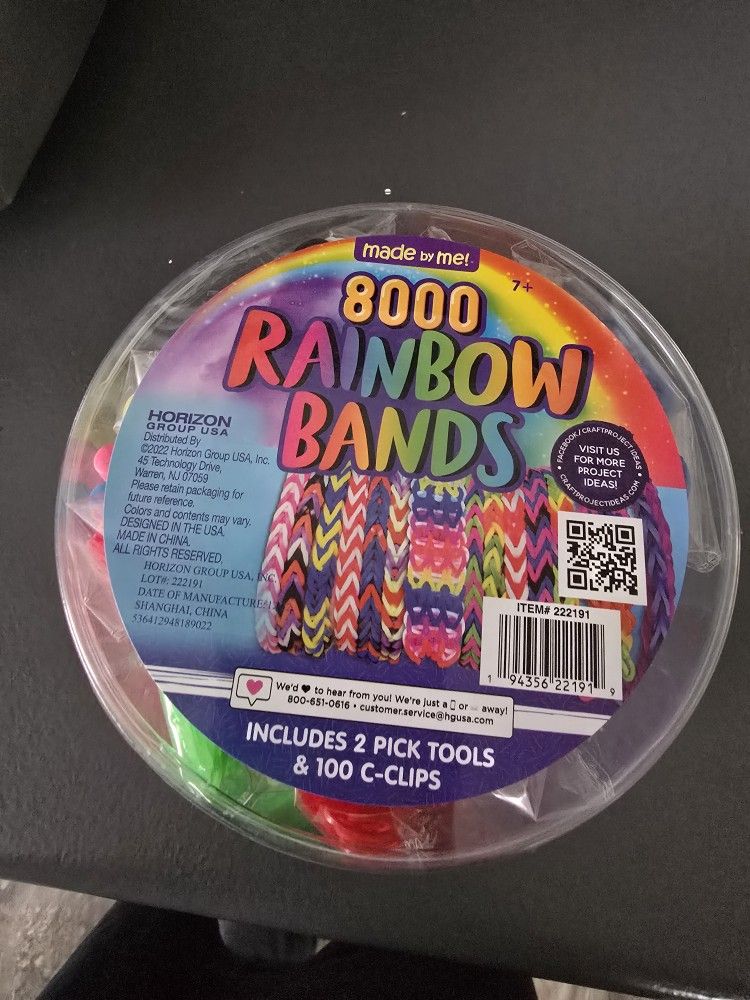 made by me!
7+
8000
RAINBOW
BANDS
HORIZON
GROUP USA
Distributed By
©2022 Horizon Group USA, Inc.
45 Technology Drive,
Warren, NJ 07059
Please retain packaging for
future reference.
Colors and contents may vary.
DESIGNED IN THE USA.
MADE IN CHINA.
ALL RIGHTS RESERVED.
HORIZON GROUP USA, INC.
LOT#: 222191
DATE OF MANUFACTURE:
SHANGHAI, CHINA
536412948189022
FACEBOOK/CRAFTPROJECTIDEAS
VISIT US
FOR MORE
PROJECT
IDEAS!
CRAFTPROJECTIDEAS.COM
ITEM# 222191
1 94356 22191 9
We'd ♥ to hear from you! We're just a or away!
800-651-0616 • customer.service@hgusa.com
INCLUDES 2 PICK TOOLS
& 100 C-CLIPS